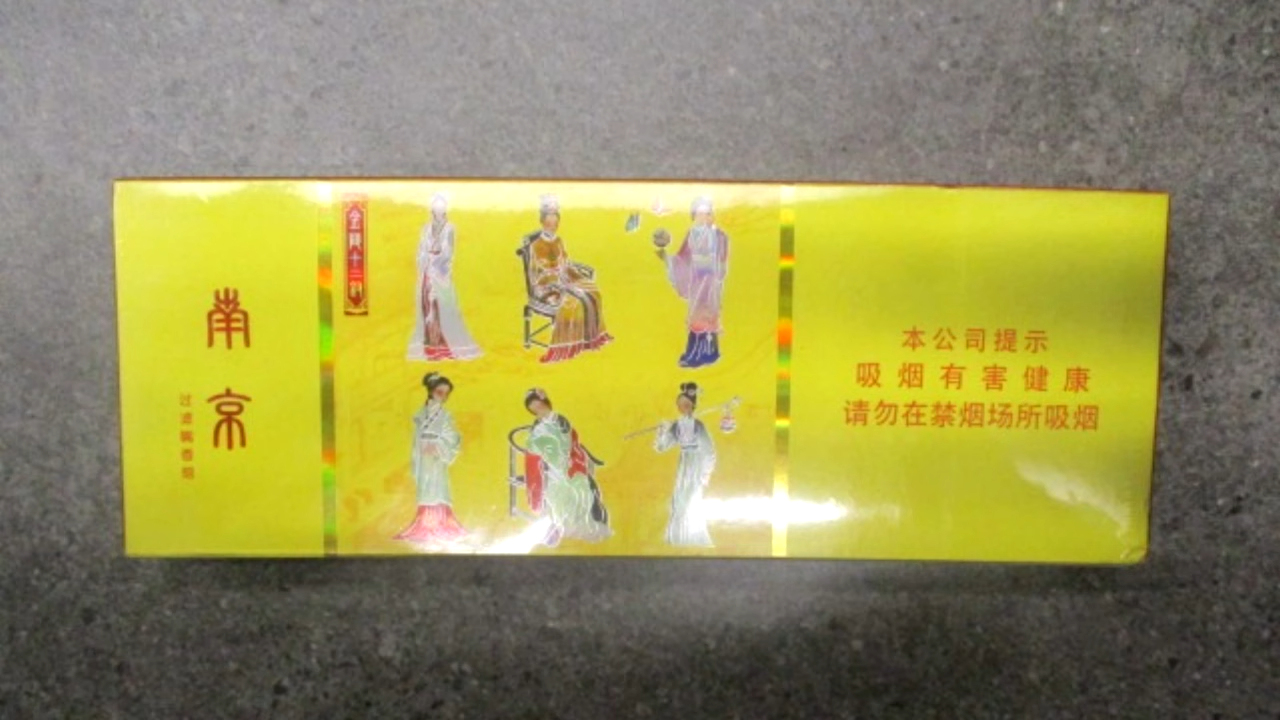 南京
过滤嘴香烟
金陵十二釵
本公司提示
吸烟有害健康
请勿在禁烟场所吸烟